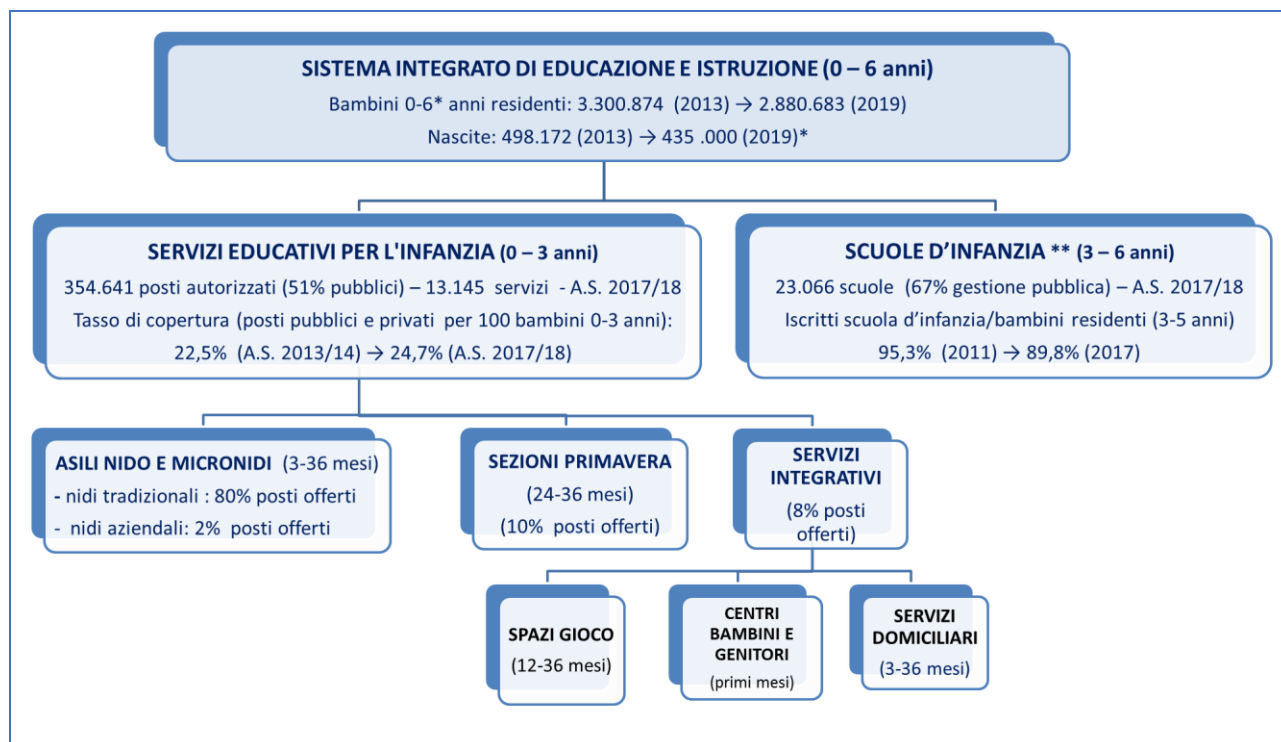 SISTEMA INTEGRATO DI EDUCAZIONE E ISTRUZIONE (0 – 6 anni)
Bambini 0-6* anni residenti: 3.300.874 (2013) → 2.880.683 (2019)
Nascite: 498.172 (2013) → 435 .000 (2019)*
SERVIZI EDUCATIVI PER L'INFANZIA (0 – 3 anni)
354.641 posti autorizzati (51% pubblici) – 13.145 servizi - A.S. 2017/18
Tasso di copertura (posti pubblici e privati per 100 bambini 0-3 anni):
22,5% (A.S. 2013/14) → 24,7% (A.S. 2017/18)
SCUOLE D’INFANZIA ** (3 – 6 anni)
23.066 scuole (67% gestione pubblica) – A.S. 2017/18
Iscritti scuola d’infanzia/bambini residenti (3-5 anni)
95,3% (2011) → 89,8% (2017)
ASILI NIDO E MICRONIDI (3-36 mesi)
- nidi tradizionali : 80% posti offerti
- nidi aziendali: 2% posti offerti
SEZIONI PRIMAVERA
(24-36 mesi)
(10% posti offerti)
SERVIZI
INTEGRATIVI
(8% posti
offerti)
SPAZI GIOCO
(12-36 mesi)
CENTRI
BAMBINI E
GENITORI
(primi mesi)
SERVIZI
DOMICILIARI
(3-36 mesi)